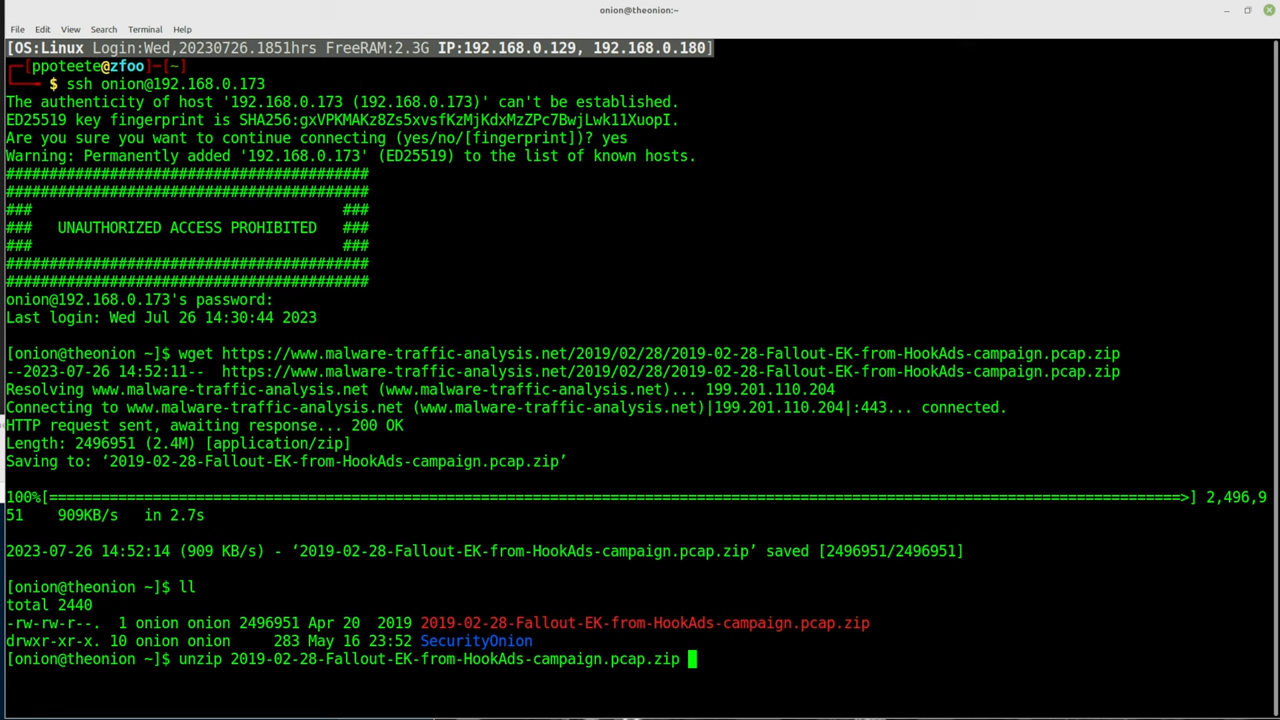 onion@theonion:~
File Edit View Search Terminal Help
[OS:Linux Login:Wed,20230726.1851hrs FreeRAM:2.3G IP:192.168.0.129, 192.168.0.180]
┌─[ppoteete@zfoo]─[~]
└──╼ $ ssh onion@192.168.0.173
The authenticity of host '192.168.0.173 (192.168.0.173)' can't be established.
ED25519 key fingerprint is SHA256:gxVPKMAKz8Zs5xvsfKzMjKdxMzZPc7BwjLwk11XuopI.
Are you sure you want to continue connecting (yes/no/[fingerprint])? yes
Warning: Permanently added '192.168.0.173' (ED25519) to the list of known hosts.
##########################################
##########################################
### ###
### UNAUTHORIZED ACCESS PROHIBITED ###
### ###
##########################################
##########################################
onion@192.168.0.173's password:
Last login: Wed Jul 26 14:30:44 2023
[onion@theonion ~]$ wget https://www.malware-traffic-analysis.net/2019/02/28/2019-02-28-Fallout-EK-from-HookAds-campaign.pcap.zip
--2023-07-26 14:52:11-- https://www.malware-traffic-analysis.net/2019/02/28/2019-02-28-Fallout-EK-from-HookAds-campaign.pcap.zip
Resolving www.malware-traffic-analysis.net (www.malware-traffic-analysis.net)... 199.201.110.204
Connecting to www.malware-traffic-analysis.net (www.malware-traffic-analysis.net)|199.201.110.204|:443... connected.
HTTP request sent, awaiting response... 200 OK
Length: 2496951 (2.4M) [application/zip]
Saving to: ‘2019-02-28-Fallout-EK-from-HookAds-campaign.pcap.zip’
100%[===================================================================================================================================>] 2,496,9
51 909KB/s in 2.7s
2023-07-26 14:52:14 (909 KB/s) - ‘2019-02-28-Fallout-EK-from-HookAds-campaign.pcap.zip’ saved [2496951/2496951]
[onion@theonion ~]$ ll
total 2440
-rw-rw-r--. 1 onion onion 2496951 Apr 20 2019 2019-02-28-Fallout-EK-from-HookAds-campaign.pcap.zip
drwxr-xr-x. 10 onion onion 283 May 16 23:52 SecurityOnion
[onion@theonion ~]$ unzip 2019-02-28-Fallout-EK-from-HookAds-campaign.pcap.zip